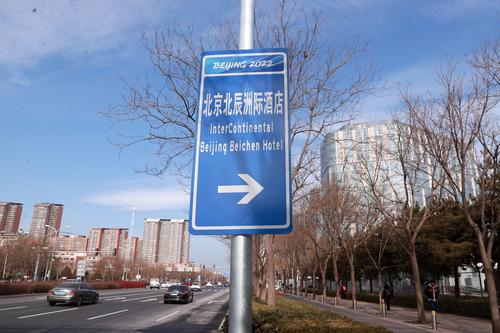 BEIJING 2022
北京北辰洲际酒店
InterContinental
Beijing Beichen Hotel